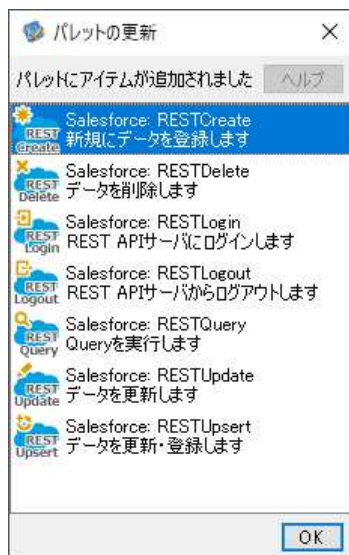 パレットの更新
パレットにアイテムが追加されました ヘルプ
REST Create
Salesforce: RESTCreate
新規にデータを登録します
REST Delete
Salesforce: RESTDelete
データを削除します
REST Login
Salesforce: RESTLogin
REST APIサーバにログインします
REST Logout
Salesforce: RESTLogout
REST APIサーバからログアウトします
REST Query
Salesforce: RESTQuery
Queryを実行します
REST Update
Salesforce: RESTUpdate
データを更新します
REST Upsert
Salesforce: RESTUpsert
データを更新・登録します
OK